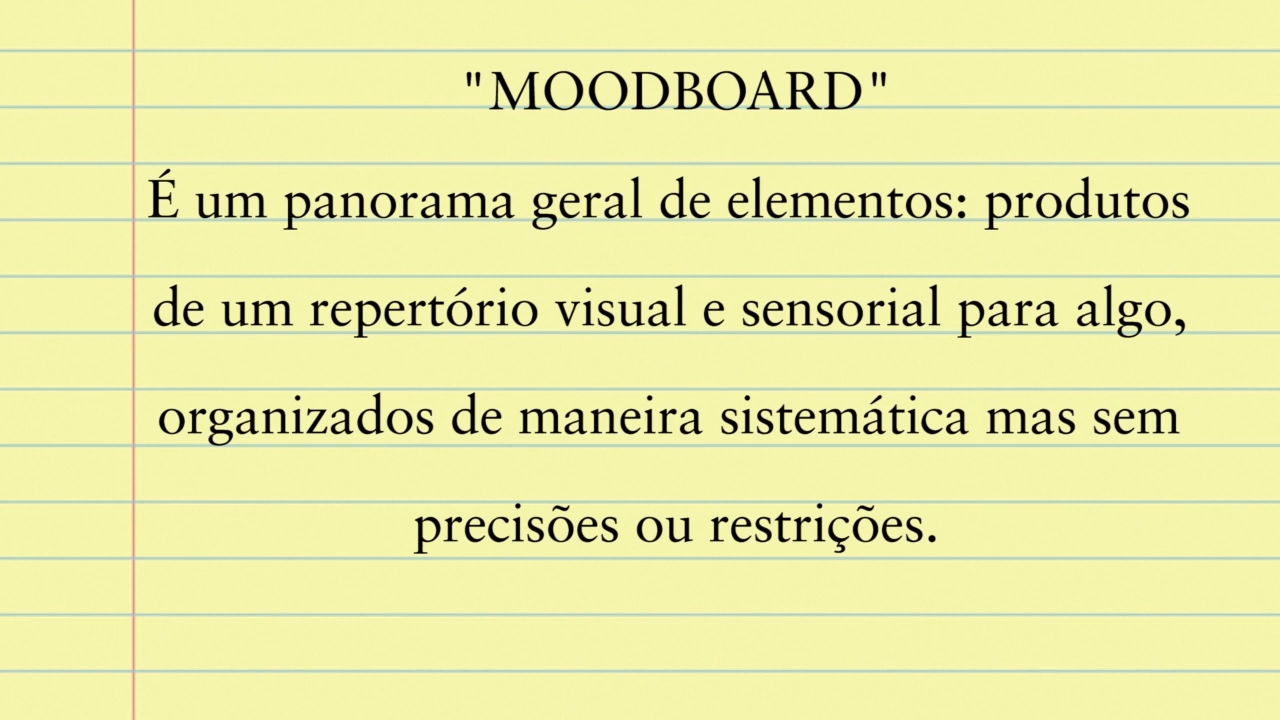 "MOODBOARD"
É um panorama geral de elementos: produtos
de um repertório visual e sensorial para algo,
organizados de maneira sistemática mas sem
precisões ou restrições.